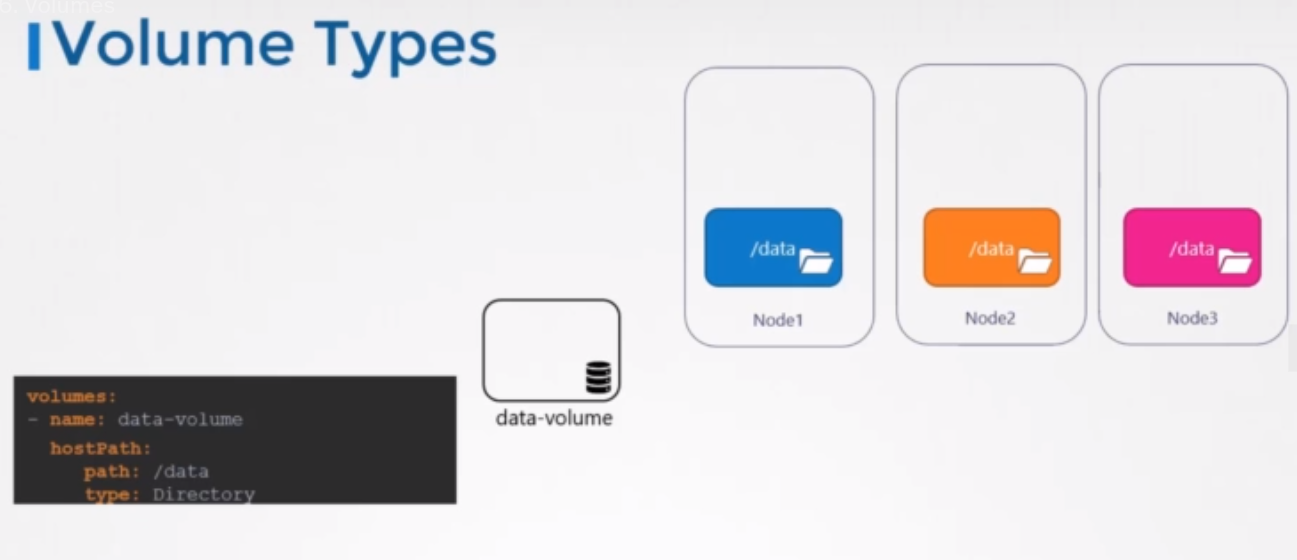 6. Volumes
Volume Types
/data
/data
/data
Node1
Node2
Node3
data-volume
volumes:
- name: data-volume
hostPath:
path: /data
type: Directory